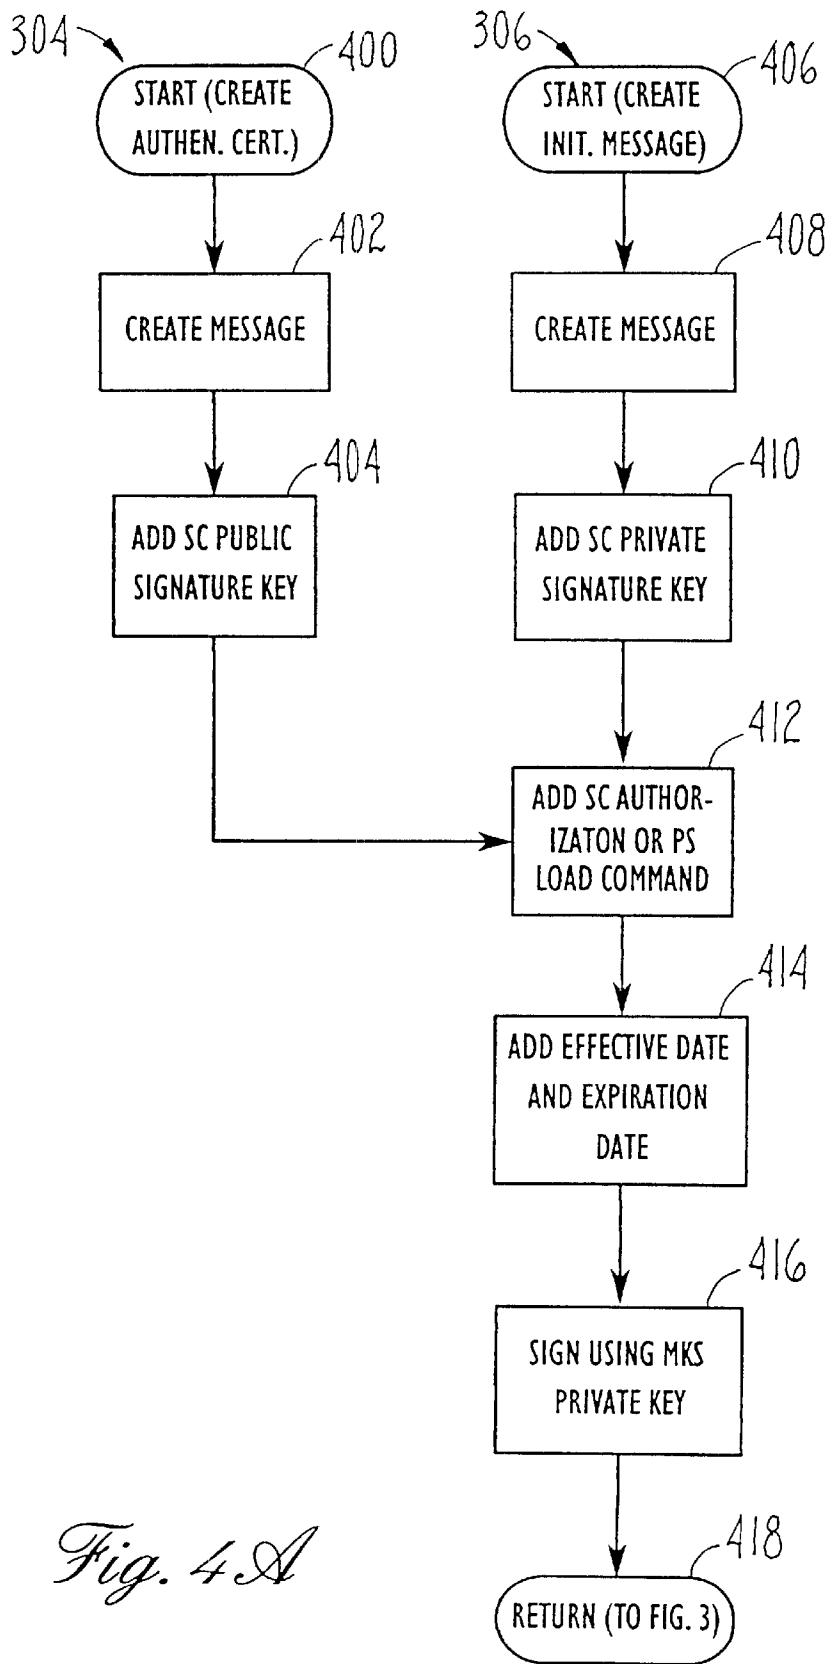 304
400
START (CREATE
AUTHEN. CERT.)
306
406
START (CREATE
INIT. MESSAGE)
402
CREATE MESSAGE
408
CREATE MESSAGE
404
ADD SC PUBLIC
SIGNATURE KEY
410
ADD SC PRIVATE
SIGNATURE KEY
412
ADD SC AUTHOR-
IZATON OR PS
LOAD COMMAND
414
ADD EFFECTIVE DATE
AND EXPIRATION
DATE
416
SIGN USING MKS
PRIVATE KEY
418
RETURN (TO FIG. 3)
Fig. 4A